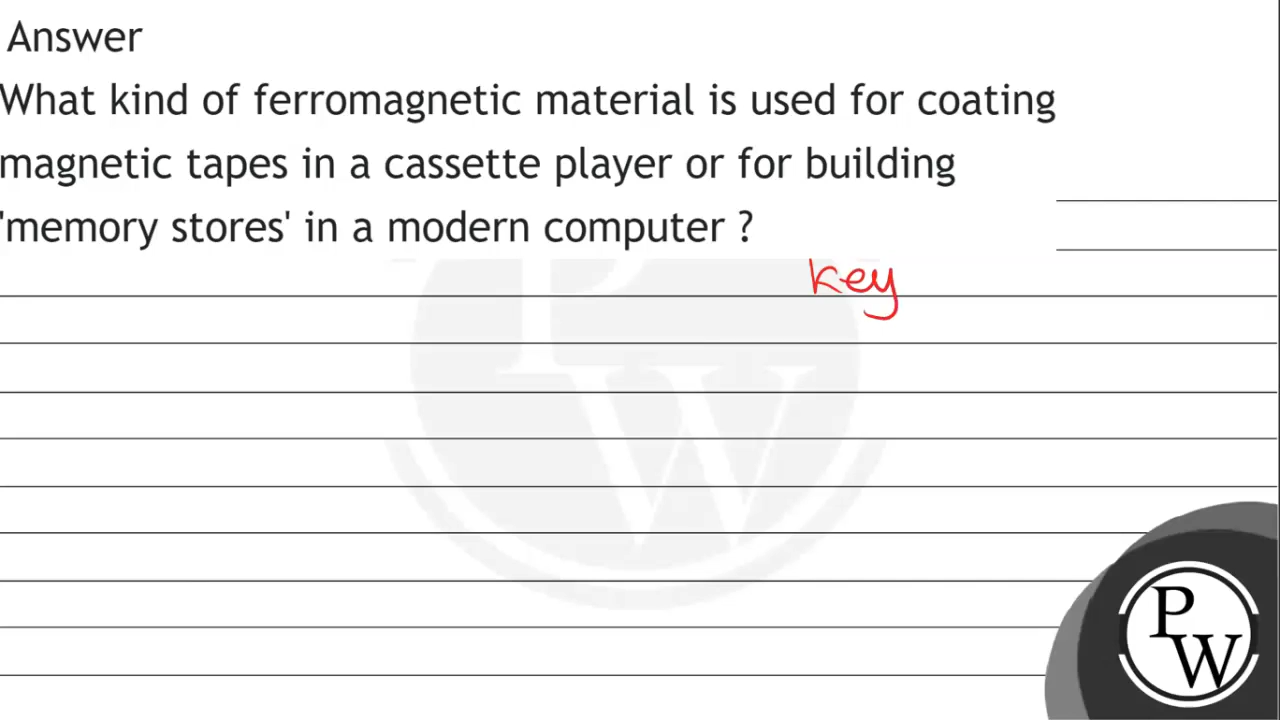 Answer
What kind of ferromagnetic material is used for coating
magnetic tapes in a cassette player or for building
'memory stores' in a modern computer ?
key
P
W
P
W